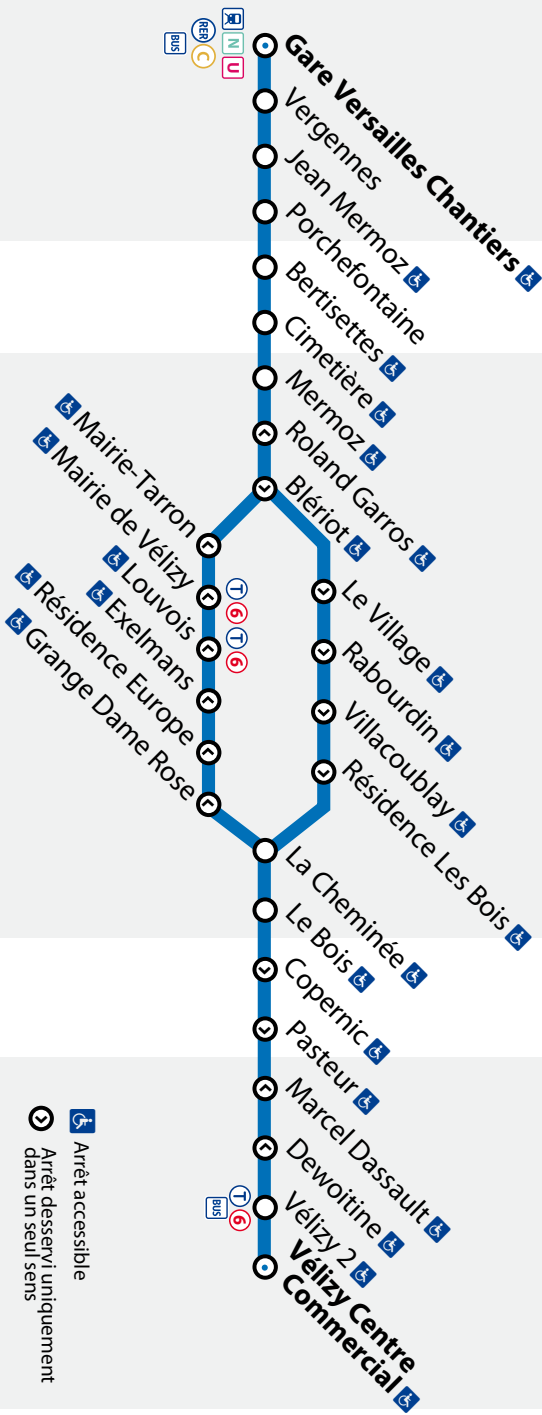 N
U
RER
C
BUS
Gare Versailles Chantiers
Vergennes
Jean Mermoz
Porchefontaine
Bertisettes
Cimetière
Mermoz
Roland Garros
Blériot
Mairie-Tarron
Mairie de Vélizy
Louvois
Exelmans
Résidence Europe
Grange Dame Rose
T 6
T 6
Le Village
Rabourdin
Villacoublay
Résidence Les Bois
La Cheminée
Le Bois
Copernic
Pasteur
Marcel Dassault
Dewoitine
Vélizy 2
T 6
BUS
Vélizy Centre
Commercial
Arrêt accessible
Arrêt desservi uniquement
dans un seul sens